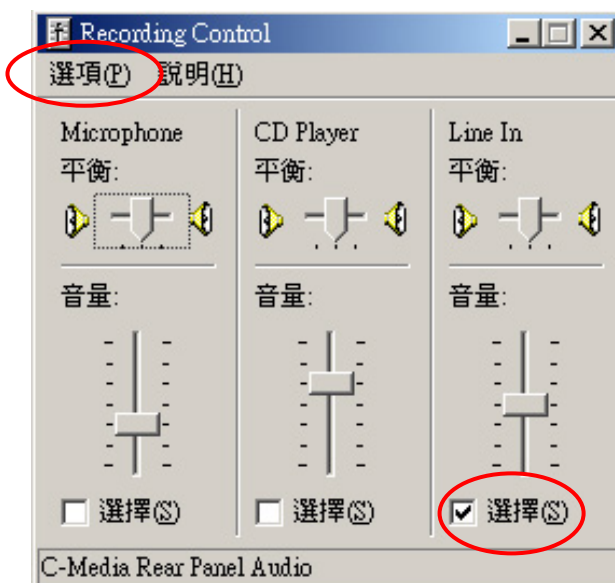 Recording Control
選項(P) 說明(H)
Microphone CD Player Line In
平衡: 平衡: 平衡:
音量: 音量: 音量:
選擇(S) 選擇(S) 選擇(S)
C-Media Rear Panel Audio